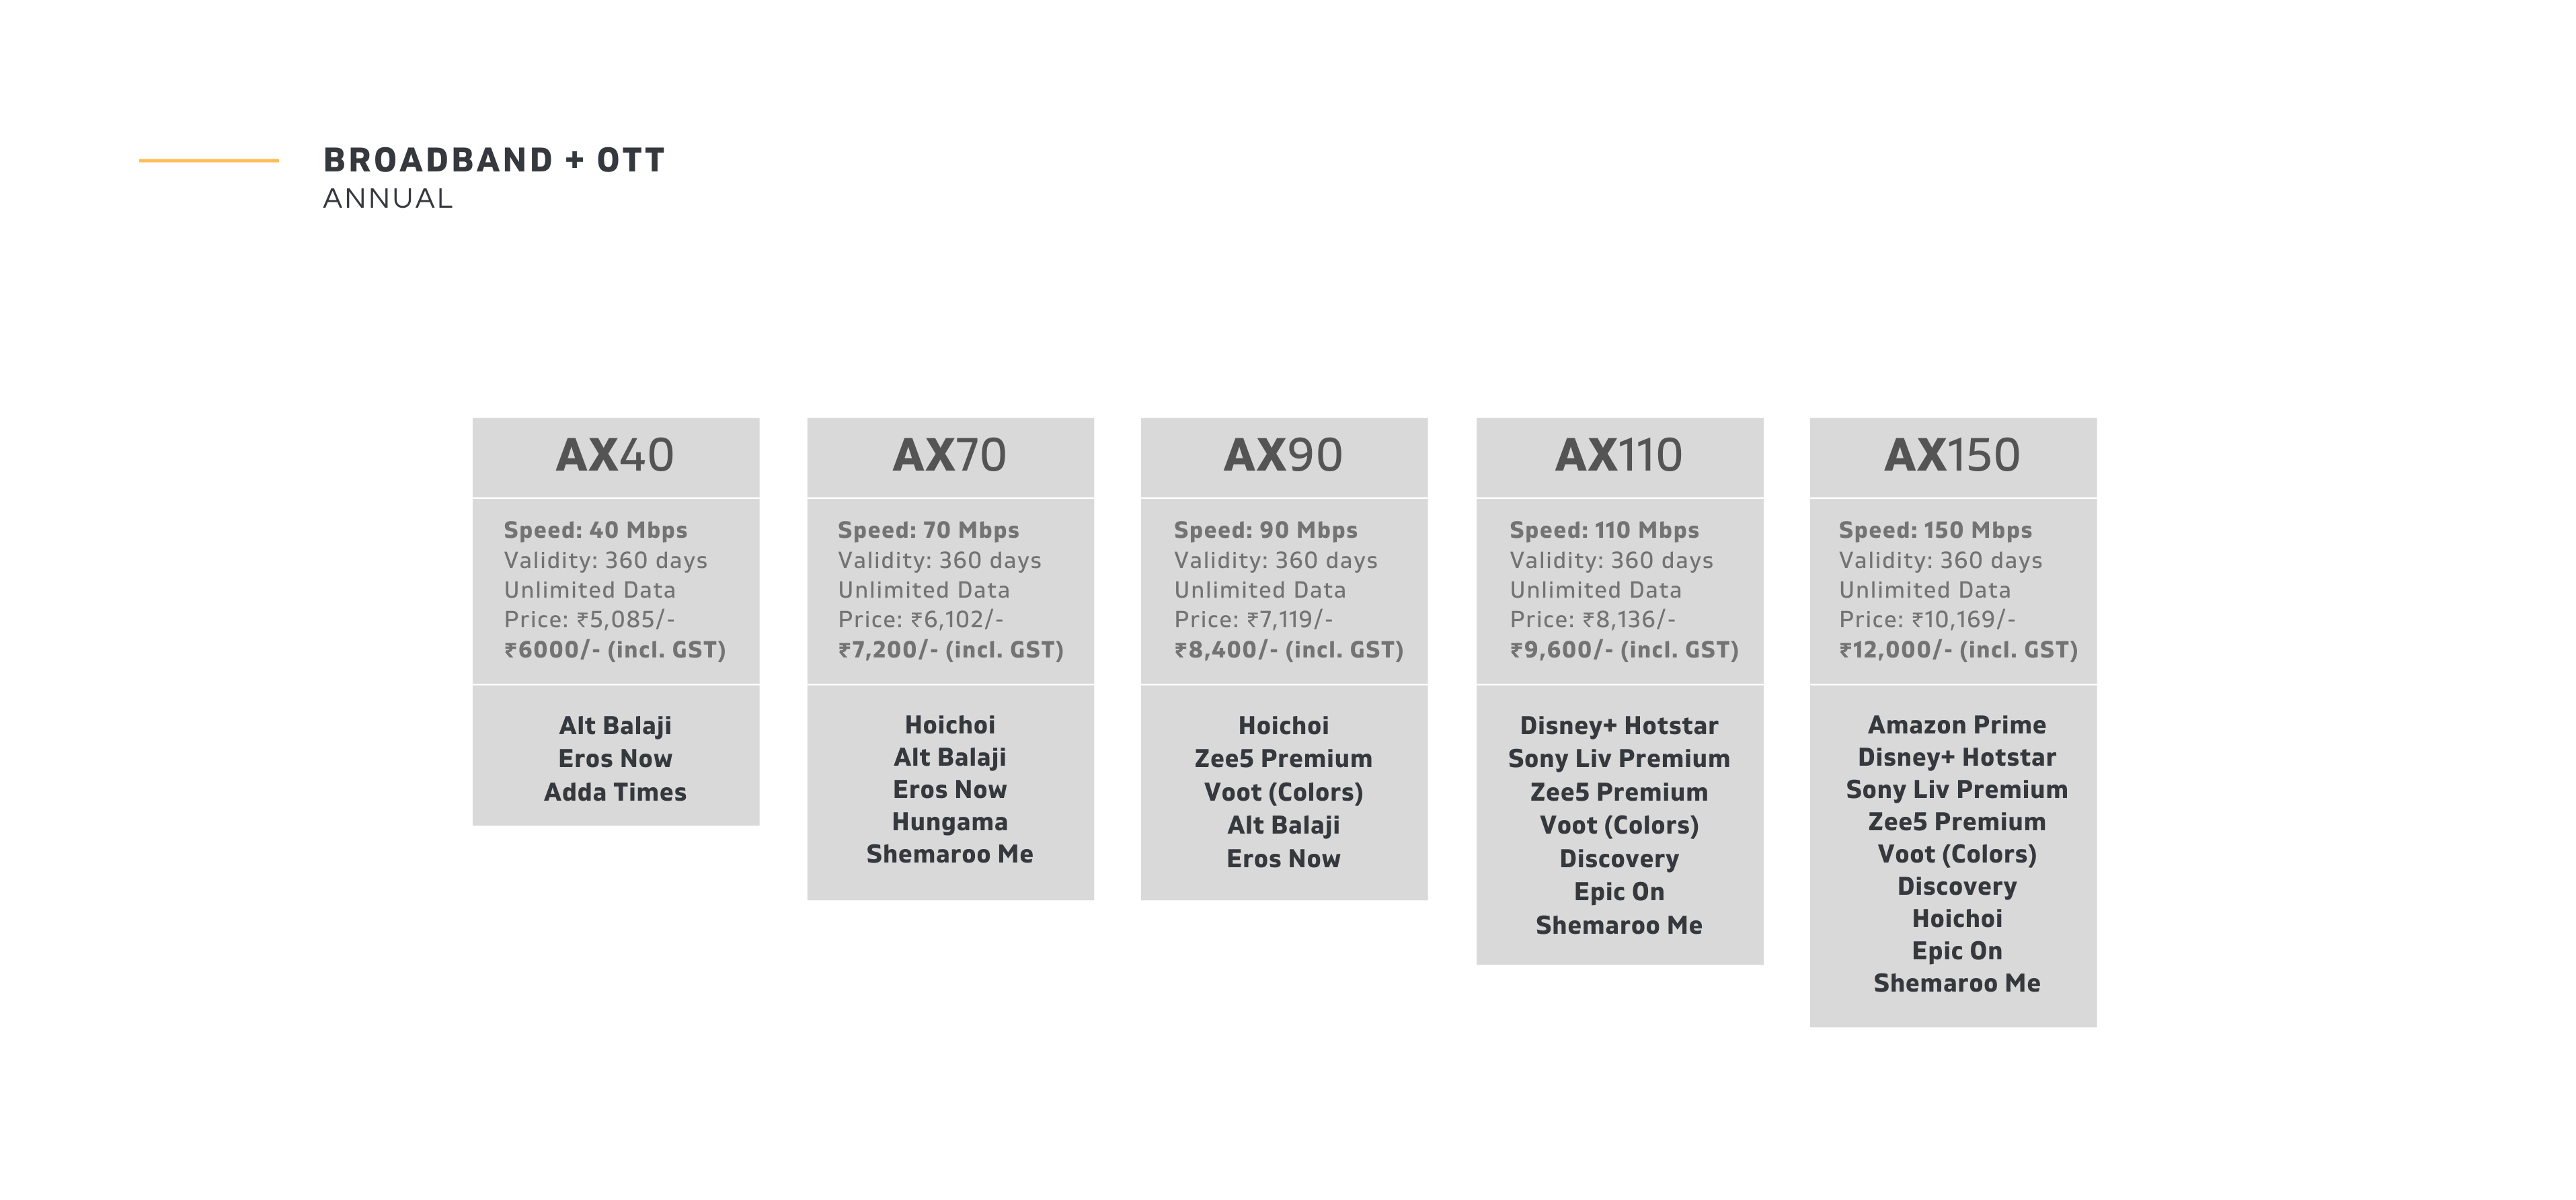 BROADBAND + OTT
ANNUAL
AX40
Speed: 40 Mbps
Validity: 360 days
Unlimited Data
Price: ₹5,085/-
₹6000/- (incl. GST)
Alt Balaji
Eros Now
Adda Times
AX70
Speed: 70 Mbps
Validity: 360 days
Unlimited Data
Price: ₹6,102/-
₹7,200/- (incl. GST)
Hoichoi
Alt Balaji
Eros Now
Hungama
Shemaroo Me
AX90
Speed: 90 Mbps
Validity: 360 days
Unlimited Data
Price: ₹7,119/-
₹8,400/- (incl. GST)
Hoichoi
Zee5 Premium
Voot (Colors)
Alt Balaji
Eros Now
AX110
Speed: 110 Mbps
Validity: 360 days
Unlimited Data
Price: ₹8,136/-
₹9,600/- (incl. GST)
Disney+ Hotstar
Sony Liv Premium
Zee5 Premium
Voot (Colors)
Discovery
Epic On
Shemaroo Me
AX150
Speed: 150 Mbps
Validity: 360 days
Unlimited Data
Price: ₹10,169/-
₹12,000/- (incl. GST)
Amazon Prime
Disney+ Hotstar
Sony Liv Premium
Zee5 Premium
Voot (Colors)
Discovery
Hoichoi
Epic On
Shemaroo Me